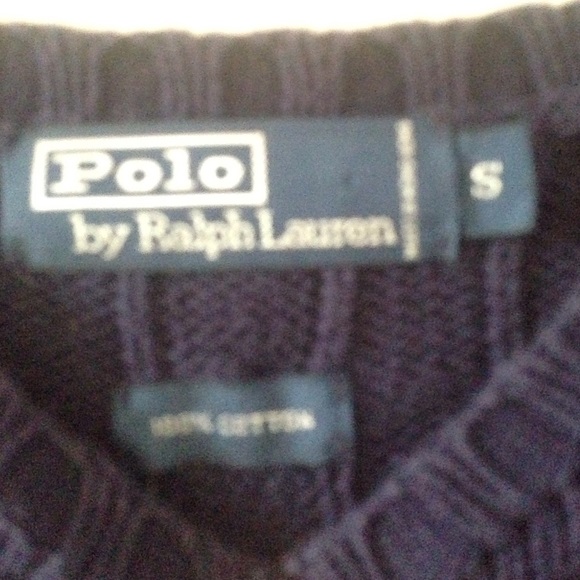 Polo
by Ralph Lauren
S
100% COTTON